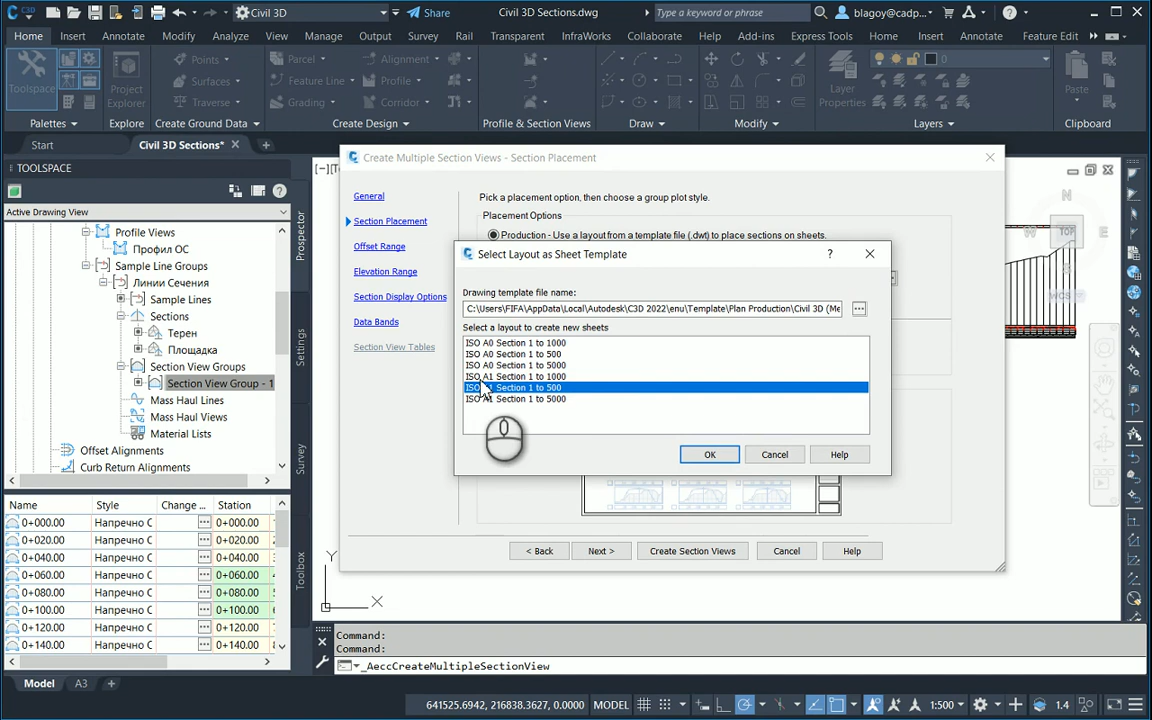 C3D Civil 3D Share Civil 3D Sections.dwg Type a keyword or phrase blagoy@cadp...
Home Insert Annotate Modify Analyze View Manage Output Survey Rail Transparent InfraWorks Collaborate Help Add-ins Express Tools Home Insert Annotate Feature Edit
Toolspace
Project Explorer
Points
Surfaces
Traverse
Parcel
Feature Line
Grading
Alignment
Profile
Corridor
Layer Properties
0
Paste
Palettes Explore Create Ground Data Create Design Profile & Section Views Draw Modify Layers Clipboard
Start Civil 3D Sections*
TOOLSPACE
Active Drawing View
Profile Views
Профил ОС
Sample Line Groups
Линии Сечения
Sample Lines
Sections
Терен
Площадка
Section View Groups
Section View Group - 1
Mass Haul Lines
Mass Haul Views
Material Lists
Offset Alignments
Curb Return Alignments
Prospector
Settings
Survey
Toolbox
Name Style Change ... Station
0+000.00 Напречно С 0+000.00
0+020.00 Напречно С 0+020.00
0+040.00 Напречно С 0+040.00
0+060.00 Напречно С 0+060.00
0+080.00 Напречно С 0+080.00
0+100.00 Напречно С 0+100.00
0+120.00 Напречно С 0+120.00
0+140.00 Напречно С 0+140.00
Create Multiple Section Views - Section Placement
General
Section Placement
Offset Range
Elevation Range
Section Display Options
Data Bands
Section View Tables
Pick a placement option, then choose a group plot style.
Placement Options
Production - Use a layout from a template file (.dwt) to place sections on sheets.
Select Layout as Sheet Template
Drawing template file name:
C:\Users\FIFA\AppData\Local\Autodesk\C3D 2022\enu\Template\Plan Production\Civil 3D (Me
Select a layout to create new sheets
ISO A0 Section 1 to 1000
ISO A0 Section 1 to 500
ISO A0 Section 1 to 5000
ISO A1 Section 1 to 1000
ISO A1 Section 1 to 500
ISO A1 Section 1 to 5000
OK Cancel Help
< Back Next > Create Section Views Cancel Help
N
W TOP E
WCS
Y
X
Command:
Command:
_AeccCreateMultipleSectionView
Model A3
641525.6942, 216838.3627, 0.0000 MODEL 1:500 1.4